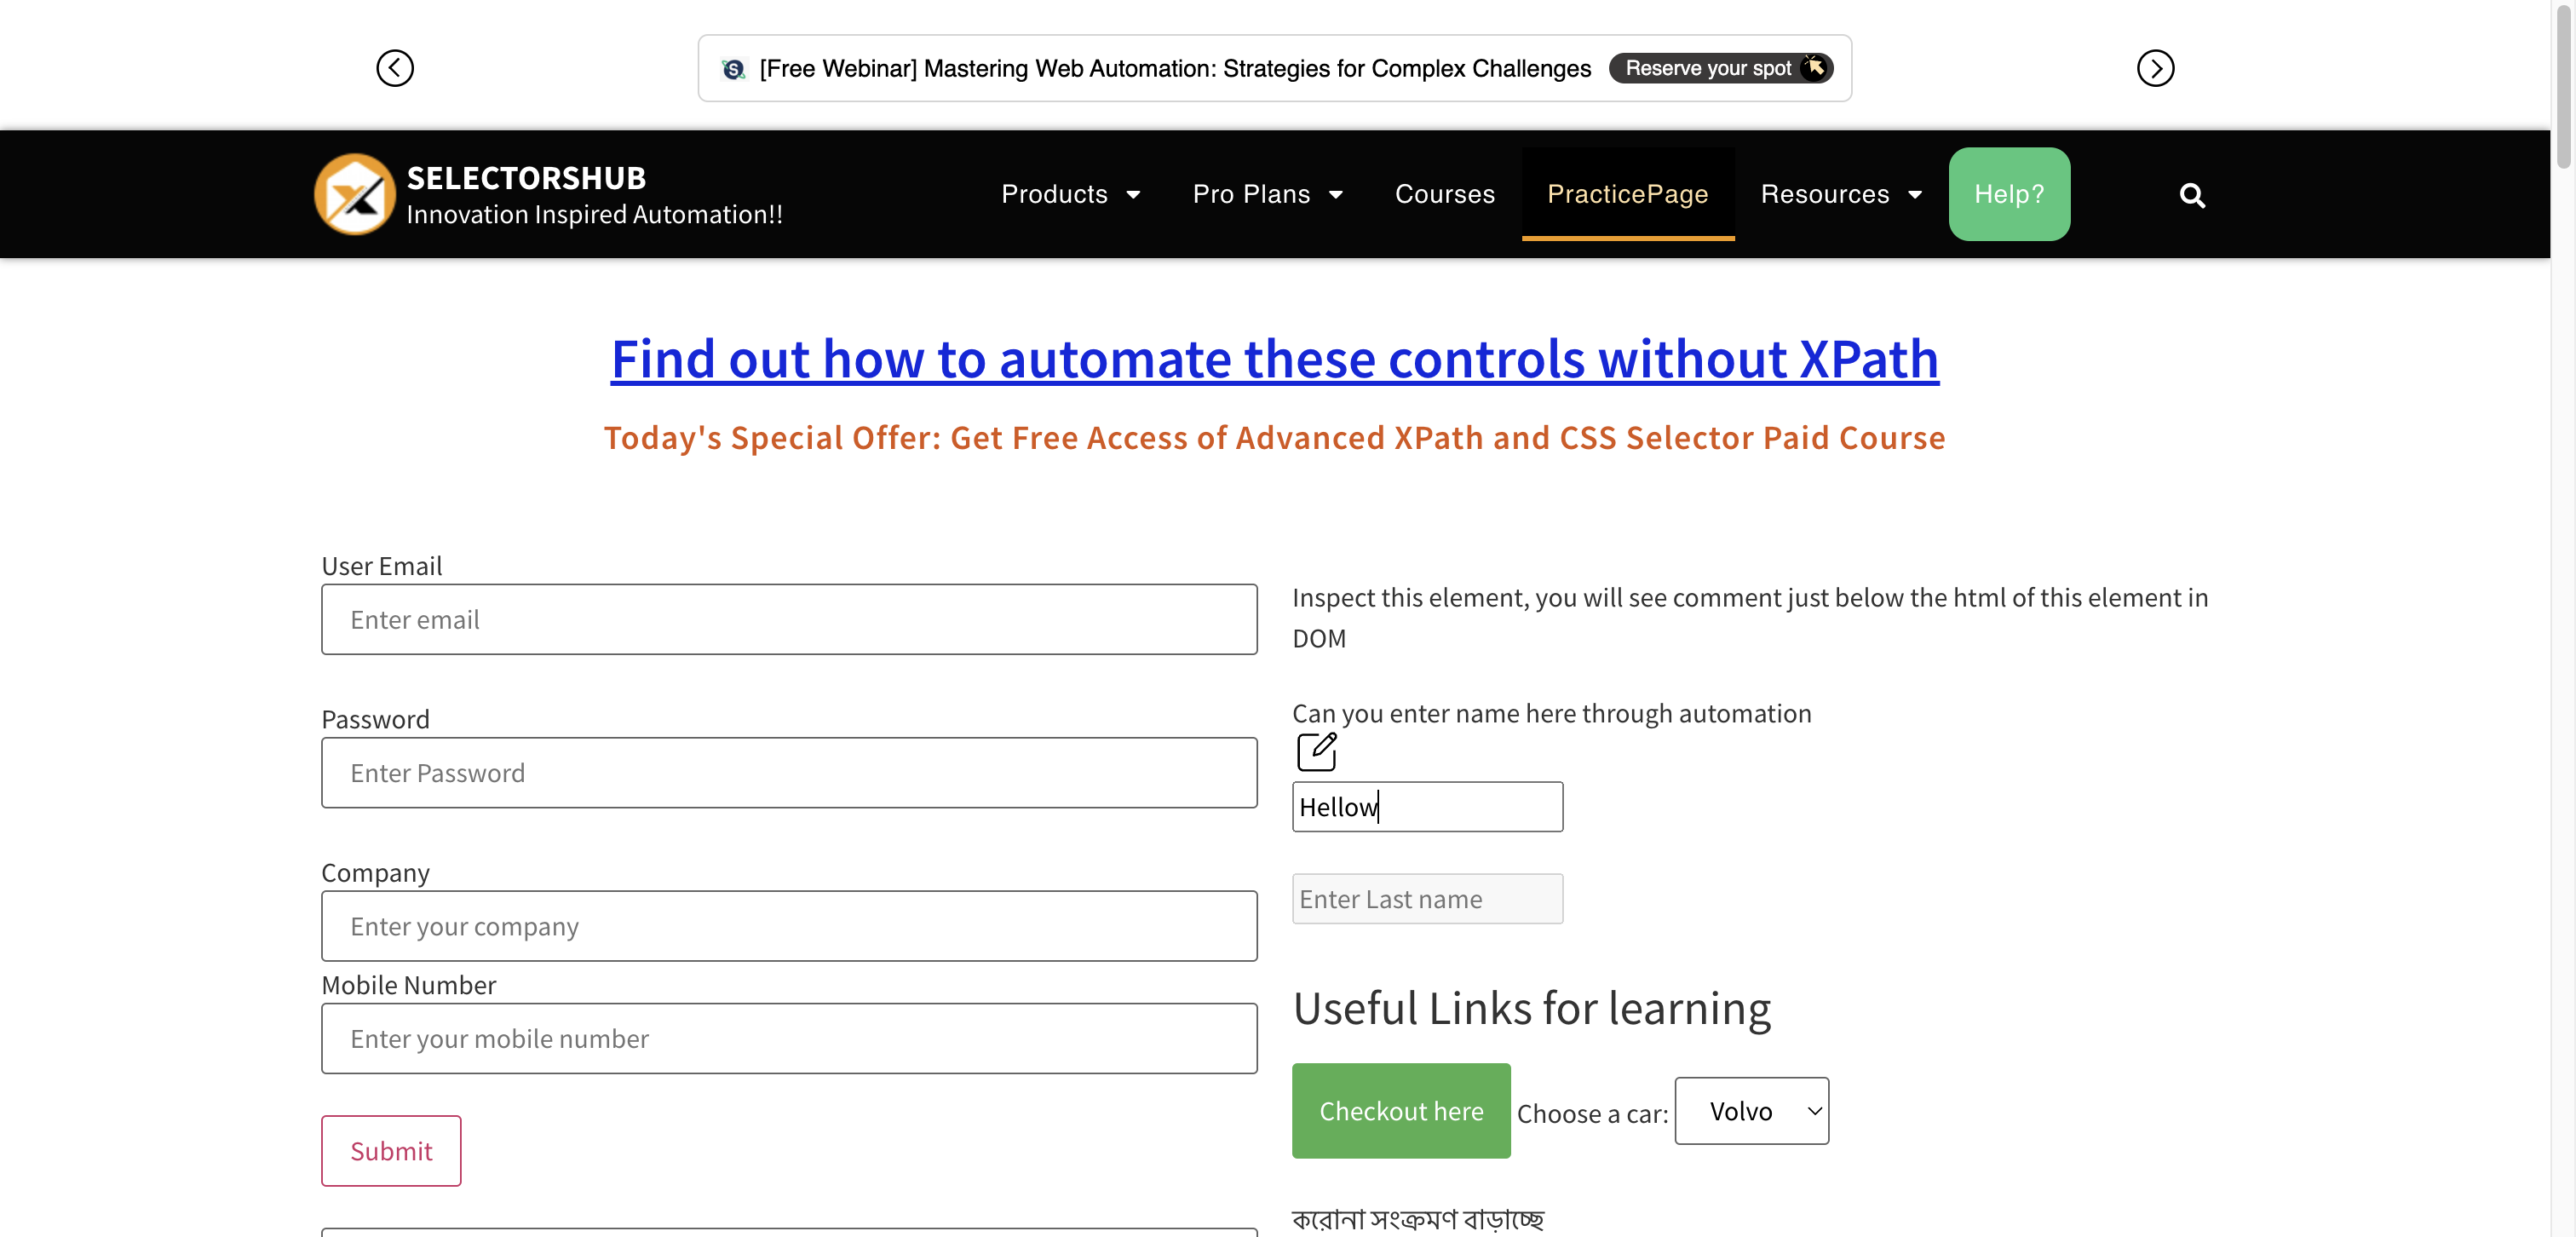 [Free Webinar] Mastering Web Automation: Strategies for Complex Challenges Reserve your spot
SELECTORSHUB
Innovation Inspired Automation!!
Products Pro Plans Courses PracticePage Resources Help?
Find out how to automate these controls without XPath
Today's Special Offer: Get Free Access of Advanced XPath and CSS Selector Paid Course
User Email
Enter email
Password
Enter Password
Company
Enter your company
Mobile Number
Enter your mobile number
Submit
Inspect this element, you will see comment just below the html of this element in
DOM
Can you enter name here through automation
Hellow
Enter Last name
Useful Links for learning
Checkout here Choose a car: Volvo
করোনা সংক্রমণ বাড়াচ্ছে